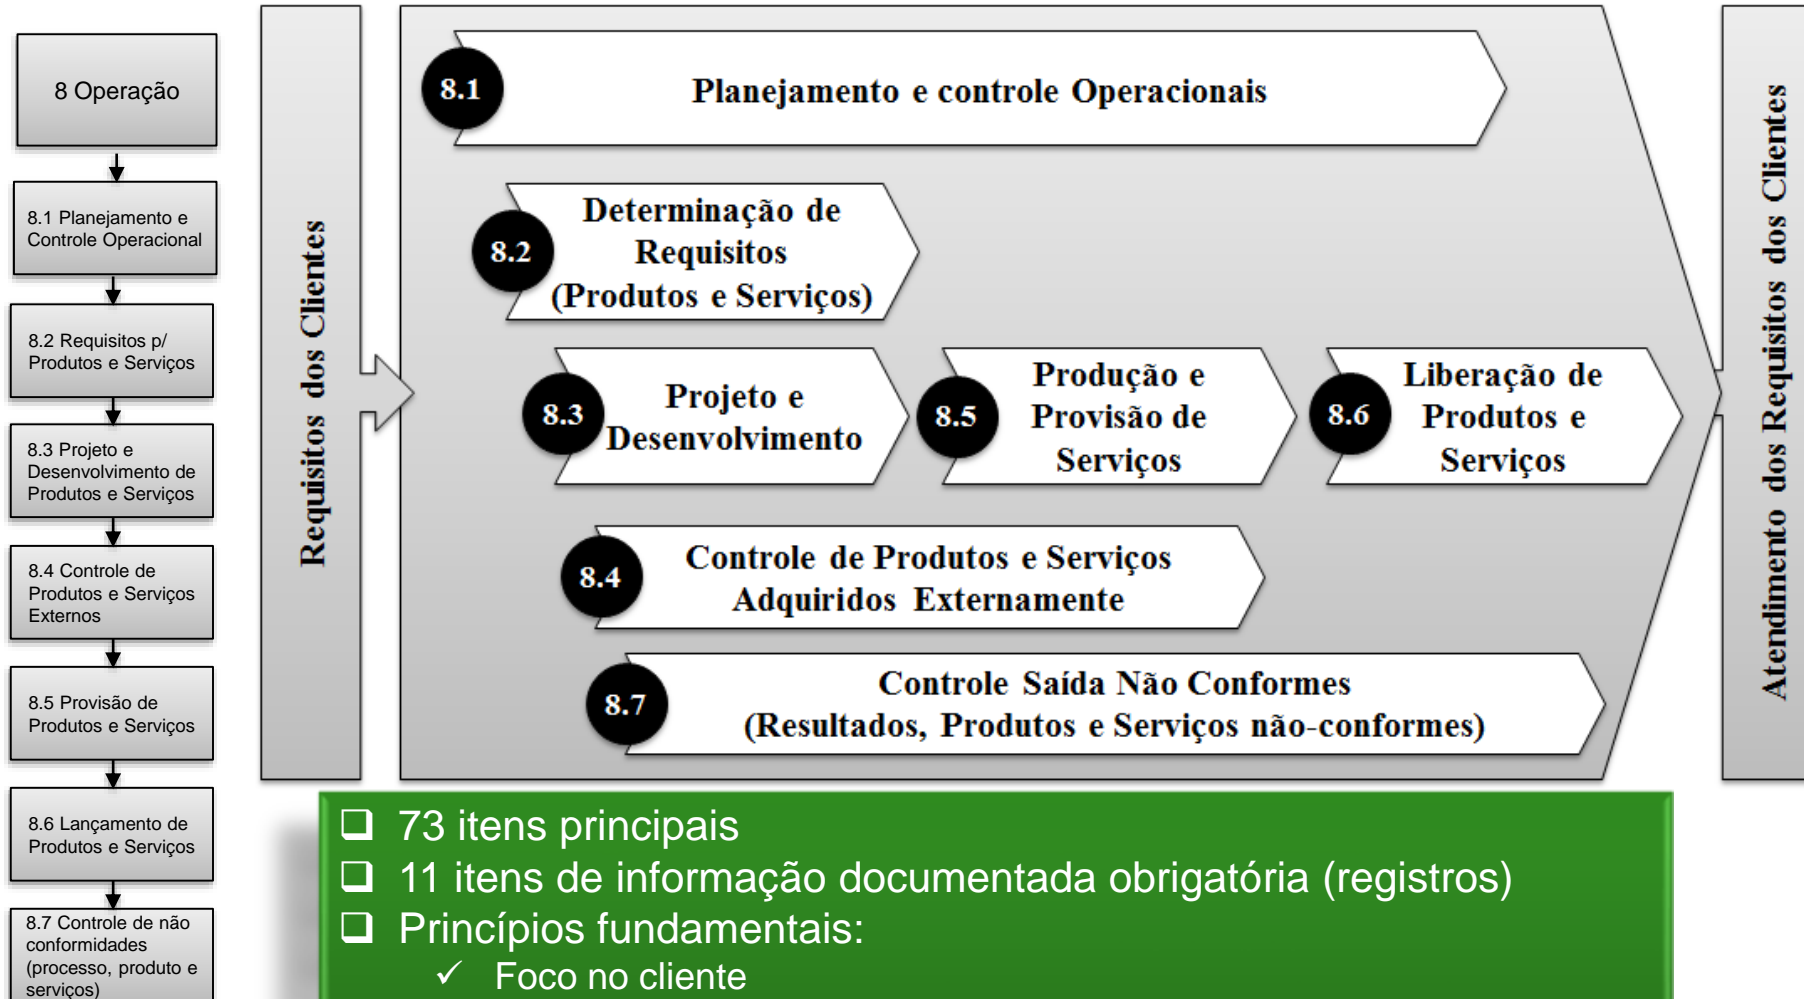 8 Operação
8.1 Planejamento e
Controle Operacional
8.2 Requisitos p/
Produtos e Serviços
8.3 Projeto e
Desenvolvimento de
Produtos e Serviços
8.4 Controle de
Produtos e Serviços
Externos
8.5 Provisão de
Produtos e Serviços
8.6 Lançamento de
Produtos e Serviços
8.7 Controle de não
conformidades
(processo, produto e
serviços)
Requisitos dos Clientes
8.1
Planejamento e controle Operacionais
8.2
Determinação de
Requisitos
(Produtos e Serviços)
8.3
Projeto e
Desenvolvimento
8.5
Produção e
Provisão de
Serviços
8.6
Liberação de
Produtos e
Serviços
8.4
Controle de Produtos e Serviços
Adquiridos Externamente
8.7
Controle Saída Não Conformes
(Resultados, Produtos e Serviços não-conformes)
Atendimento dos Requisitos dos Clientes
73 itens principais
11 itens de informação documentada obrigatória (registros)
Princípios fundamentais:
✓ Foco no cliente